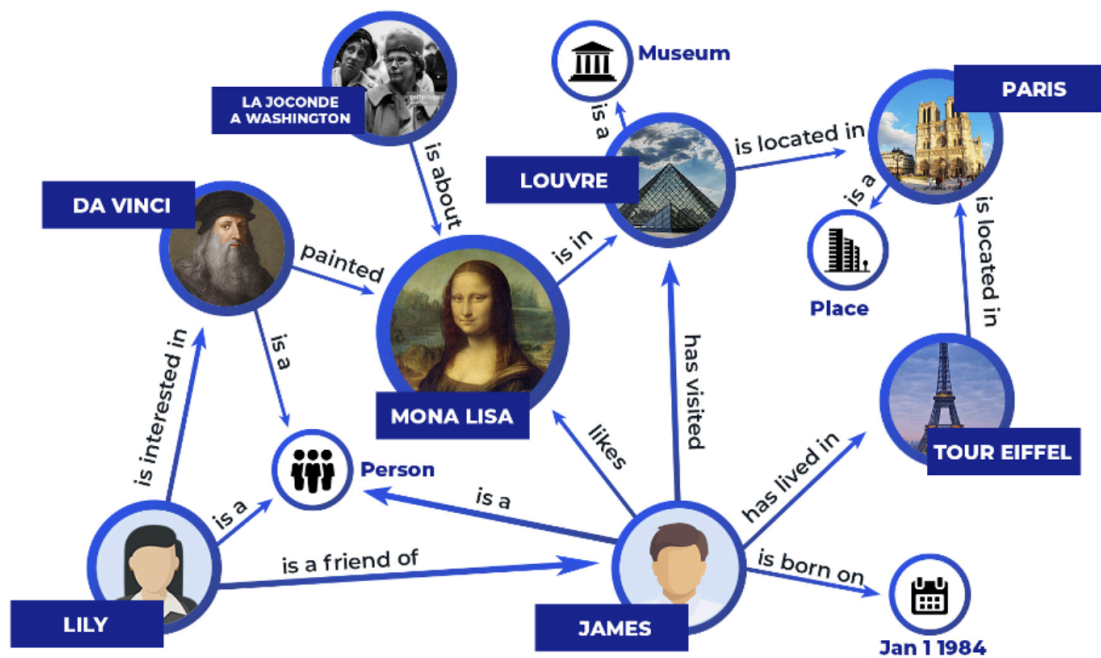 Museum
PARIS
LA JOCONDE
A WASHINGTON
is a
is located in
is about
LOUVRE
is a
DA VINCI
is located in
painted
is in
Place
is a
has visited
is interested in
MONA LISA
likes
TOUR EIFFEL
Person
has lived in
is a
is a
is a friend of
is born on
LILY
JAMES
Jan 1 1984